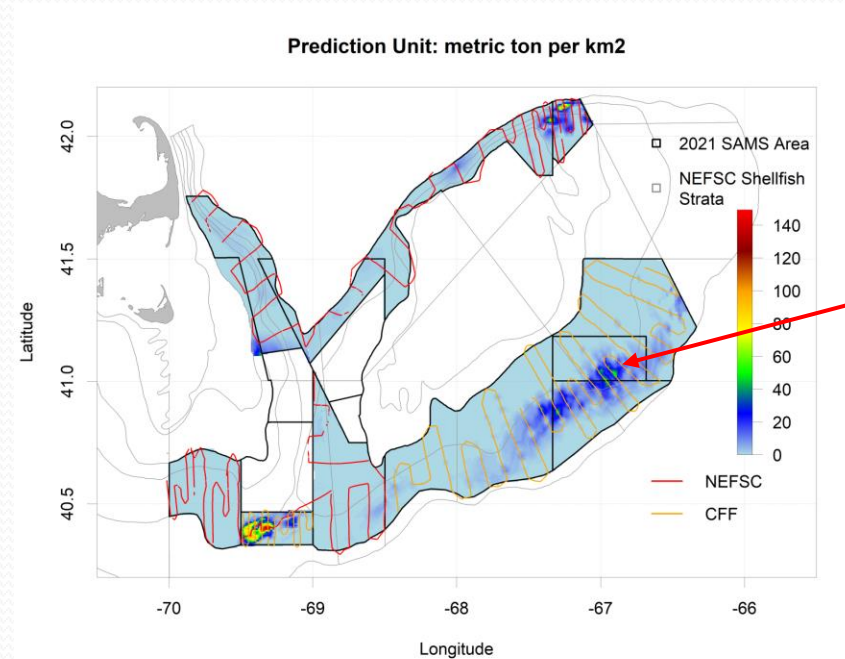 Prediction Unit: metric ton per km2
Latitude
42.0
41.5
41.0
40.5
2021 SAMS Area
NEFSC Shellfish
Strata
140
120
100
80
60
40
20
0
NEFSC
CFF
-70
-69
-68
-67
-66
Longitude